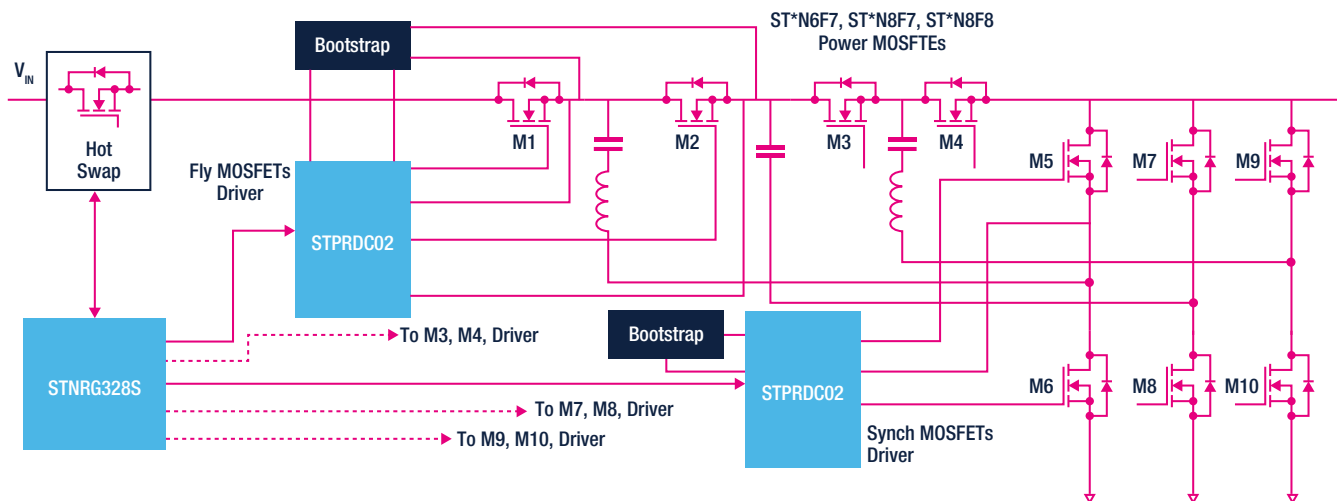 ST*N6F7, ST*N8F7, ST*N8F8
Power MOSFTEs
Bootstrap
V_IN
Hot
Swap
M1
M2
M3
M4
M5
M7
M9
Fly MOSFETs
Driver
STPRDC02
To M3, M4, Driver
Bootstrap
STNRG328S
STPRDC02
M6
M8
M10
To M7, M8, Driver
To M9, M10, Driver
Synch MOSFETs
Driver